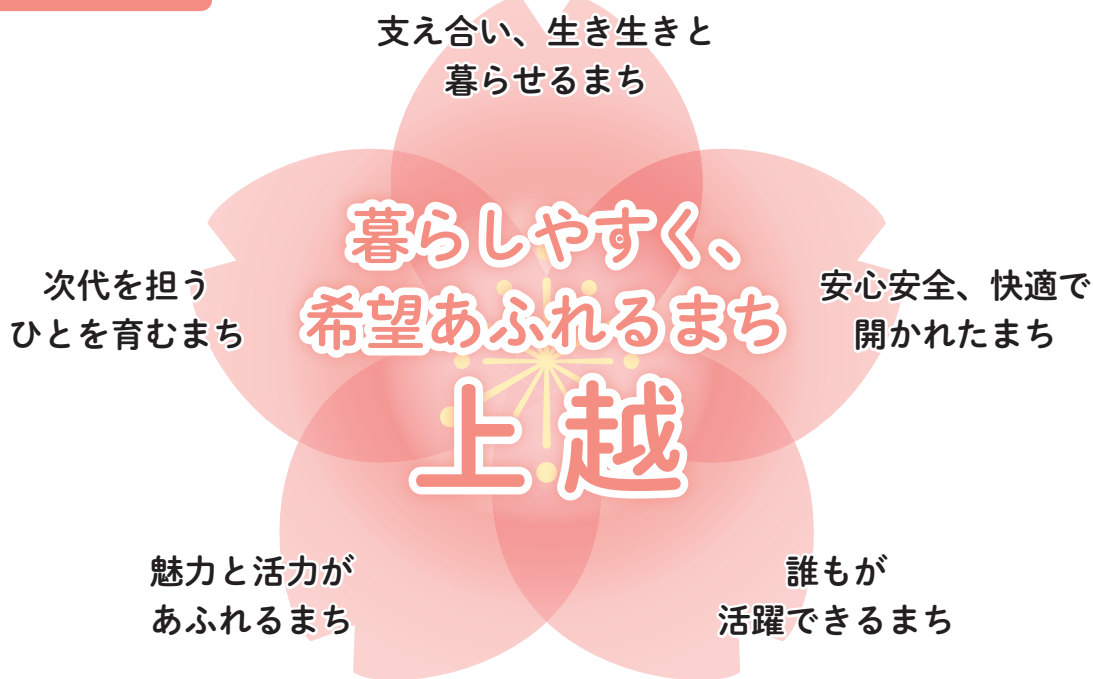 支え合い、生き生きと
暮らせるまち
暮らしやすく、
希望あふれるまち
上越
次代を担う
ひとを育むまち
安心安全、快適で
開かれたまち
魅力と活力が
あふれるまち
誰もが
活躍できるまち